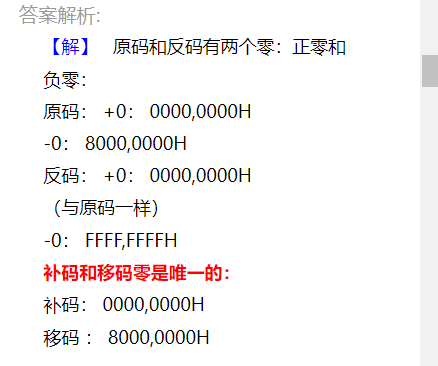 答案解析:
【解】 原码和反码有两个零：正零和
负零：
原码： +0： 0000,0000H
-0： 8000,0000H
反码： +0： 0000,0000H
（与原码一样）
-0： FFFF,FFFFH
补码和移码零是唯一的：
补码： 0000,0000H
移码 ： 8000,0000H